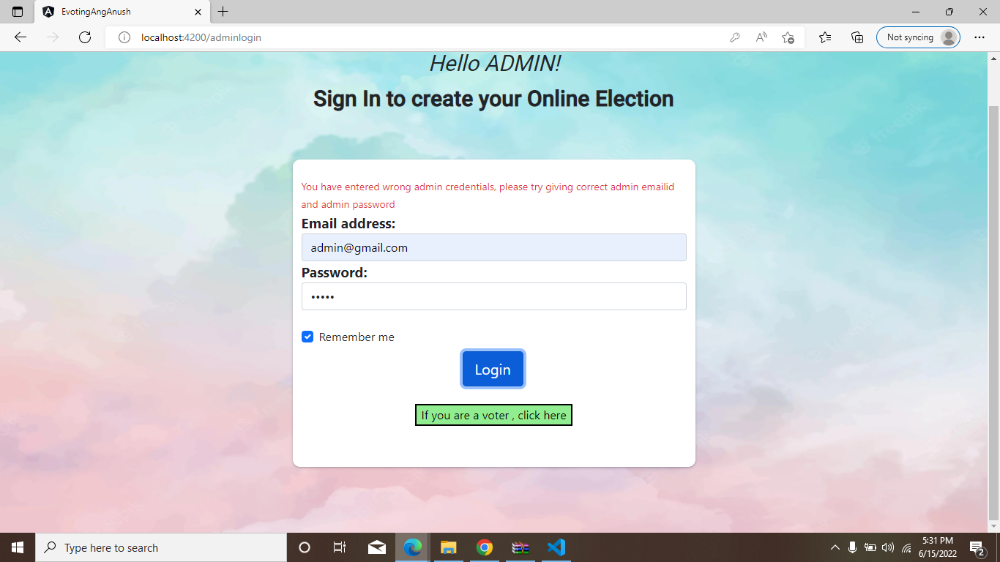 EvotingAngAnush
localhost:4200/adminlogin
Not syncing
Hello ADMIN!
Sign In to create your Online Election
You have entered wrong admin credentials, please try giving correct admin emailid
and admin password
Email address:
admin@gmail.com
Password:
•••••
Remember me
Login
If you are a voter , click here
freepik
Type here to search
5:31 PM
6/15/2022
2